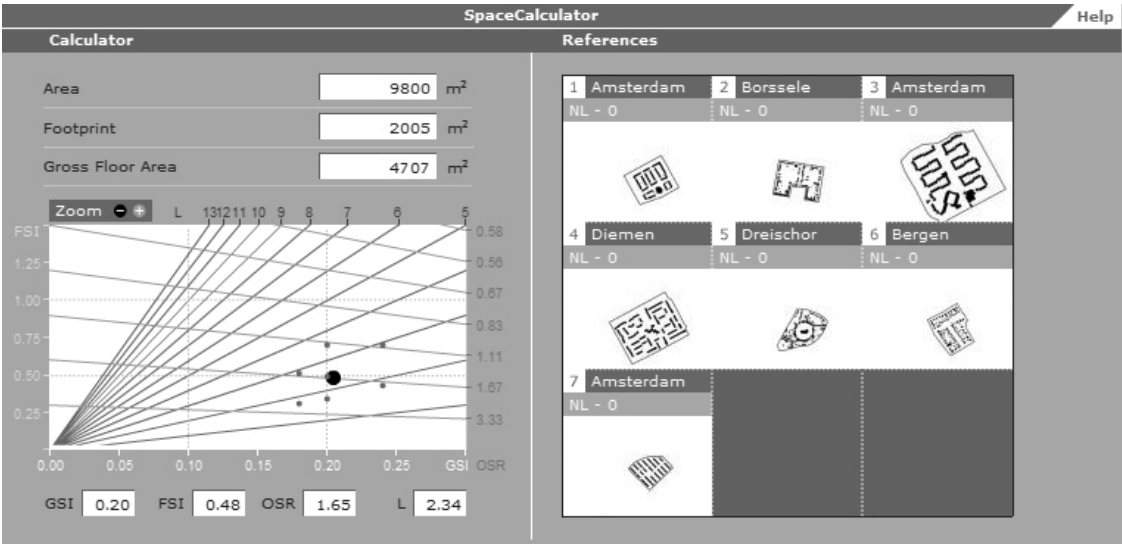 SpaceCalculator
Help
Calculator
References
Area 9800 m²
Footprint 2005 m²
Gross Floor Area 4707 m²
Zoom L 13 12 11 10 9 8 7 6 5
FSI
1.25
1.00
0.75
0.50
0.25
0.58
0.56
0.67
0.83
1.11
1.67
3.33
0.00 0.05 0.10 0.15 0.20 0.25 GSI OSR
GSI 0.20 FSI 0.48 OSR 1.65 L 2.34
1 Amsterdam 2 Borssele 3 Amsterdam
NL - 0 NL - 0 NL - 0
4 Diemen 5 Dreischor 6 Bergen
NL - 0 NL - 0 NL - 0
7 Amsterdam
NL - 0